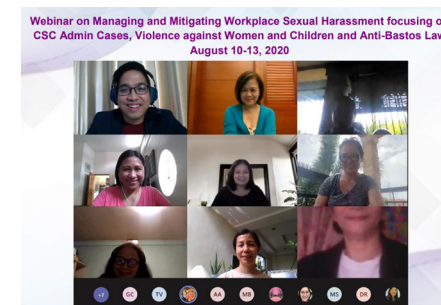 Webinar on Managing and Mitigating Workplace Sexual Harassment focusing
CSC Admin Cases, Violence against Women and Children and Anti-Bastos
August 10-13, 2020
+7 GC TV AA MB MS DR